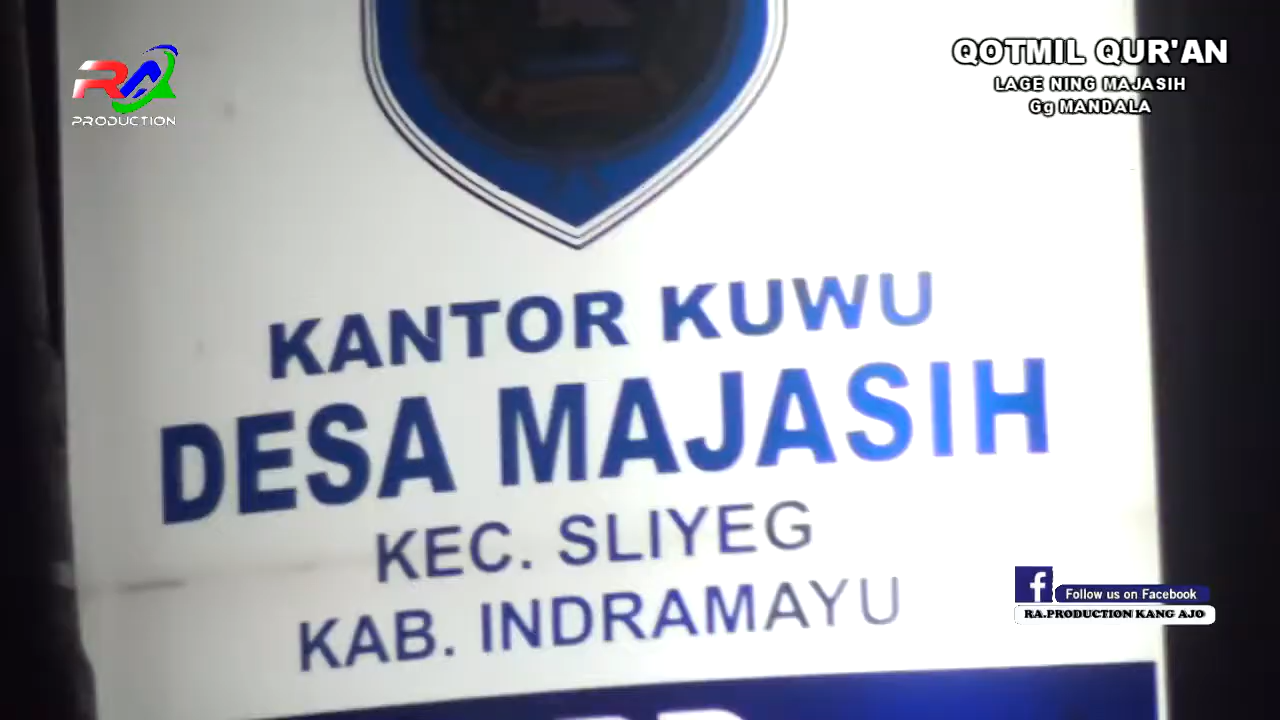 RA
PRODUCTION
QOTMIL QUR'AN
LAGE NING MAJASIH
Gg MANDALA
KANTOR KUWU
DESA MAJASIH
KEC. SLIYEG
KAB. INDRAMAYU
f Follow us on Facebook
RA.PRODUCTION KANG AJO